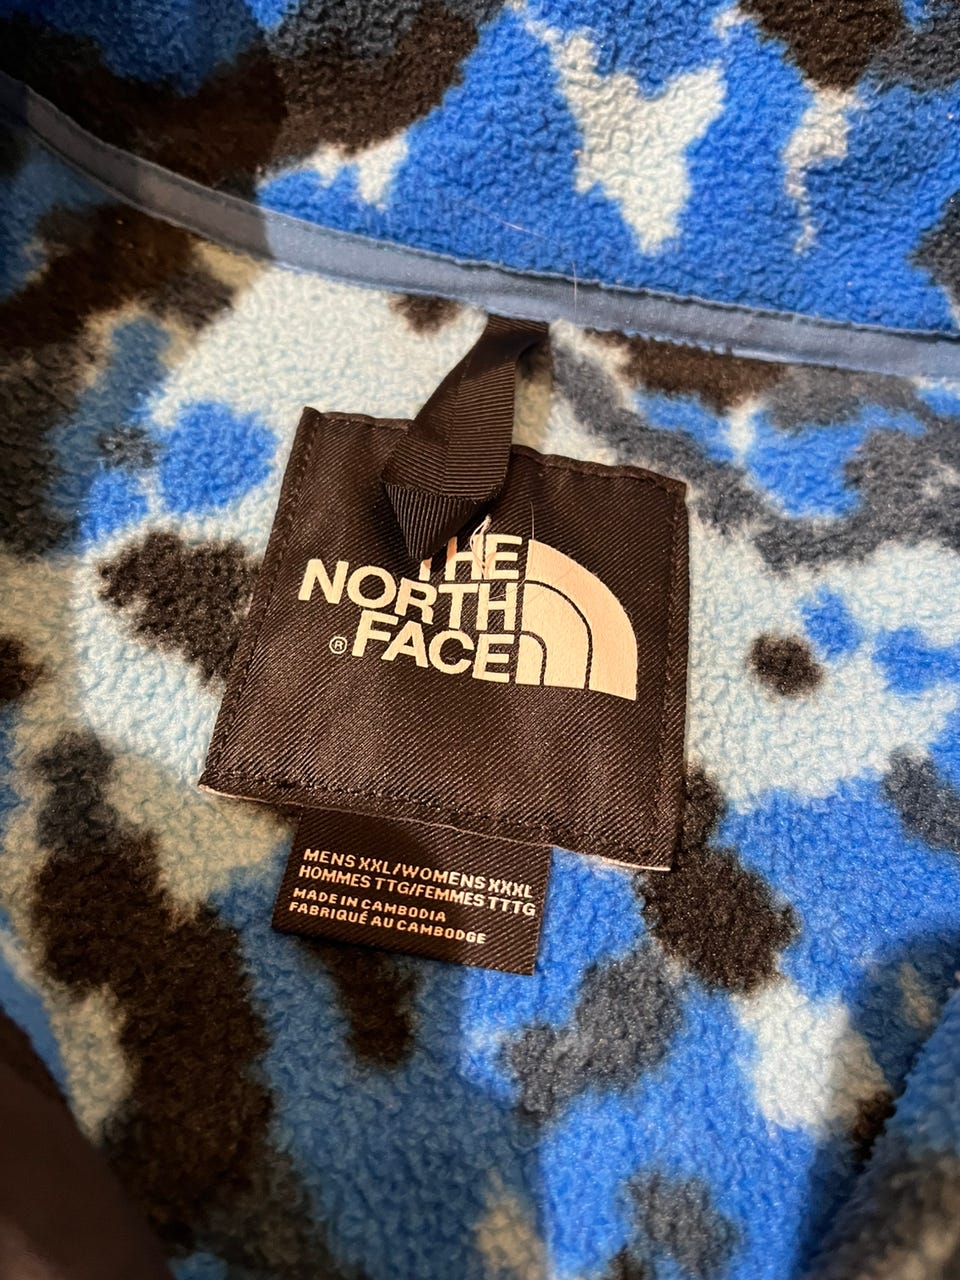 THE
NORTH
® FACE
MENS XXL/WOMENS XXXL
HOMMES TTG/FEMMES TTTG
MADE IN CAMBODIA
FABRIQUÉ AU CAMBODGE